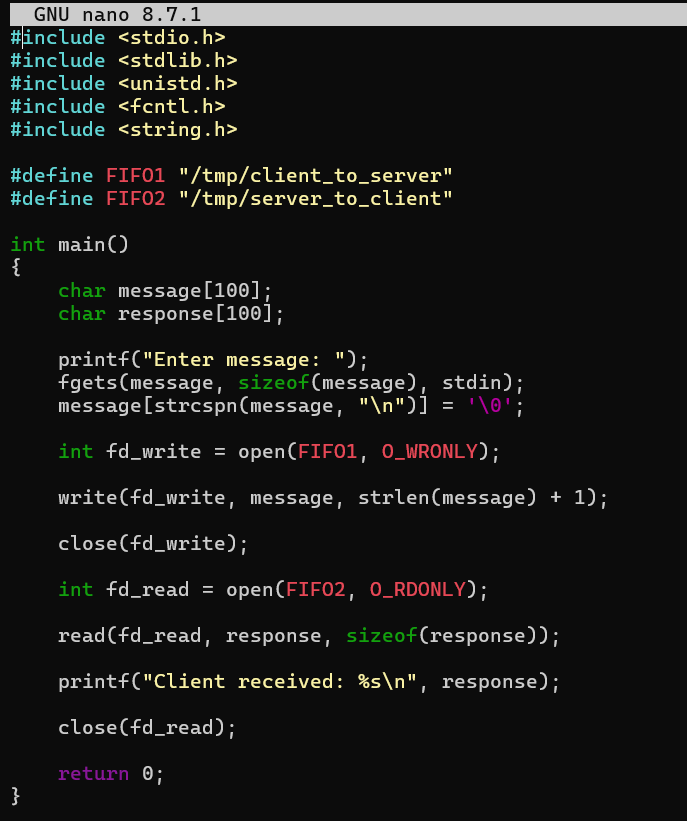 GNU nano 8.7.1
#include <stdio.h>
#include <stdlib.h>
#include <unistd.h>
#include <fcntl.h>
#include <string.h>

#define FIFO1 "/tmp/client_to_server"
#define FIFO2 "/tmp/server_to_client"

int main()
{
    char message[100];
    char response[100];

    printf("Enter message: ");
    fgets(message, sizeof(message), stdin);
    message[strcspn(message, "\n")] = '\0';

    int fd_write = open(FIFO1, O_WRONLY);

    write(fd_write, message, strlen(message) + 1);

    close(fd_write);

    int fd_read = open(FIFO2, O_RDONLY);

    read(fd_read, response, sizeof(response));

    printf("Client received: %s\n", response);

    close(fd_read);

    return 0;
}